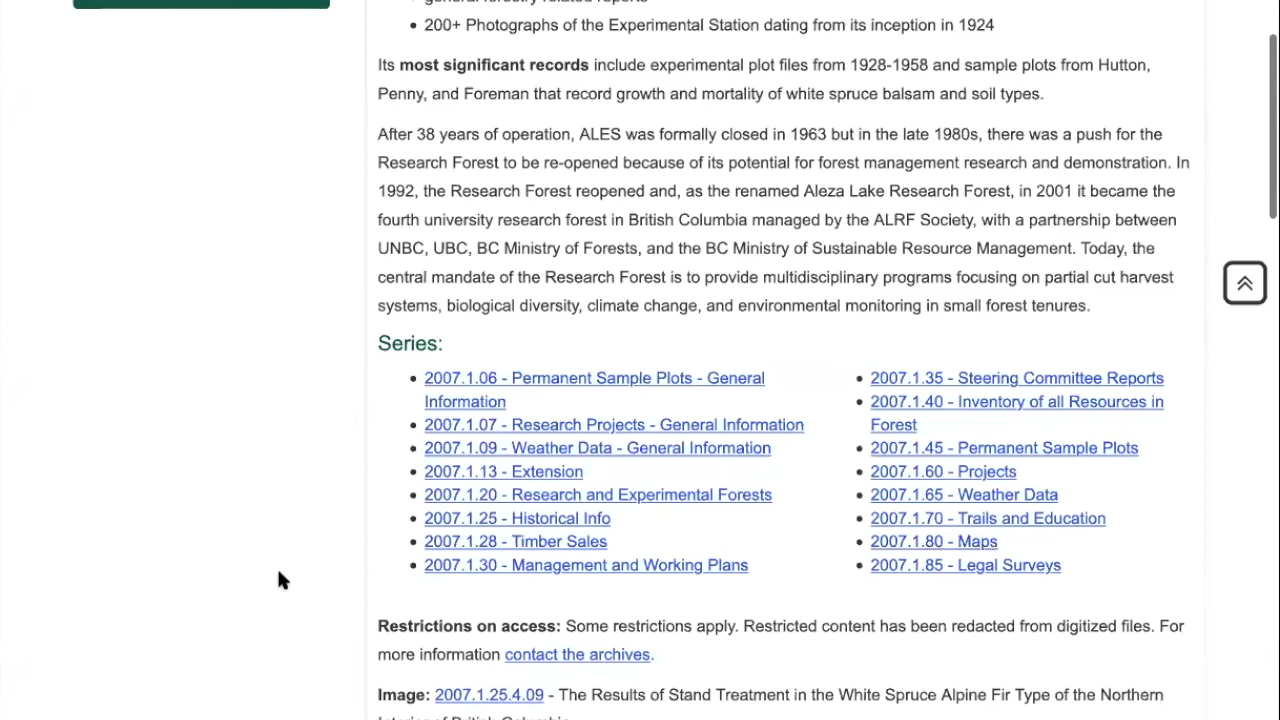 general forestry related reports
200+ Photographs of the Experimental Station dating from its inception in 1924
Its most significant records include experimental plot files from 1928-1958 and sample plots from Hutton,
Penny, and Foreman that record growth and mortality of white spruce balsam and soil types.
After 38 years of operation, ALES was formally closed in 1963 but in the late 1980s, there was a push for the
Research Forest to be re-opened because of its potential for forest management research and demonstration. In
1992, the Research Forest reopened and, as the renamed Aleza Lake Research Forest, in 2001 it became the
fourth university research forest in British Columbia managed by the ALRF Society, with a partnership between
UNBC, UBC, BC Ministry of Forests, and the BC Ministry of Sustainable Resource Management. Today, the
central mandate of the Research Forest is to provide multidisciplinary programs focusing on partial cut harvest
systems, biological diversity, climate change, and environmental monitoring in small forest tenures.
Series:
2007.1.06 - Permanent Sample Plots - General
Information
2007.1.07 - Research Projects - General Information
2007.1.09 - Weather Data - General Information
2007.1.13 - Extension
2007.1.20 - Research and Experimental Forests
2007.1.25 - Historical Info
2007.1.28 - Timber Sales
2007.1.30 - Management and Working Plans
2007.1.35 - Steering Committee Reports
2007.1.40 - Inventory of all Resources in
Forest
2007.1.45 - Permanent Sample Plots
2007.1.60 - Projects
2007.1.65 - Weather Data
2007.1.70 - Trails and Education
2007.1.80 - Maps
2007.1.85 - Legal Surveys
Restrictions on access: Some restrictions apply. Restricted content has been redacted from digitized files. For
more information contact the archives.
Image: 2007.1.25.4.09 - The Results of Stand Treatment in the White Spruce Alpine Fir Type of the Northern
Interior of British Columbia